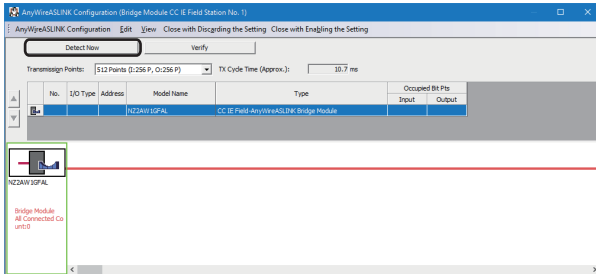 AnyWireASLINK Configuration (Bridge Module CC IE Field Station No. 1)
AnyWireASLINK Configuration Edit View Close with Discarding the Setting Close with Enabling the Setting
Detect Now Verify
Transmission Points: 512 Points (I:256 P, O:256 P) TX Cycle Time (Approx.): 10.7 ms
No. I/O Type Address Model Name Type Occupied Bit Pts
Input Output
NZ2AW1GFAL CC IE Field-AnyWireASLINK Bridge Module
NZ2AW1GFAL
Bridge Module
All Connected Co
unt:0